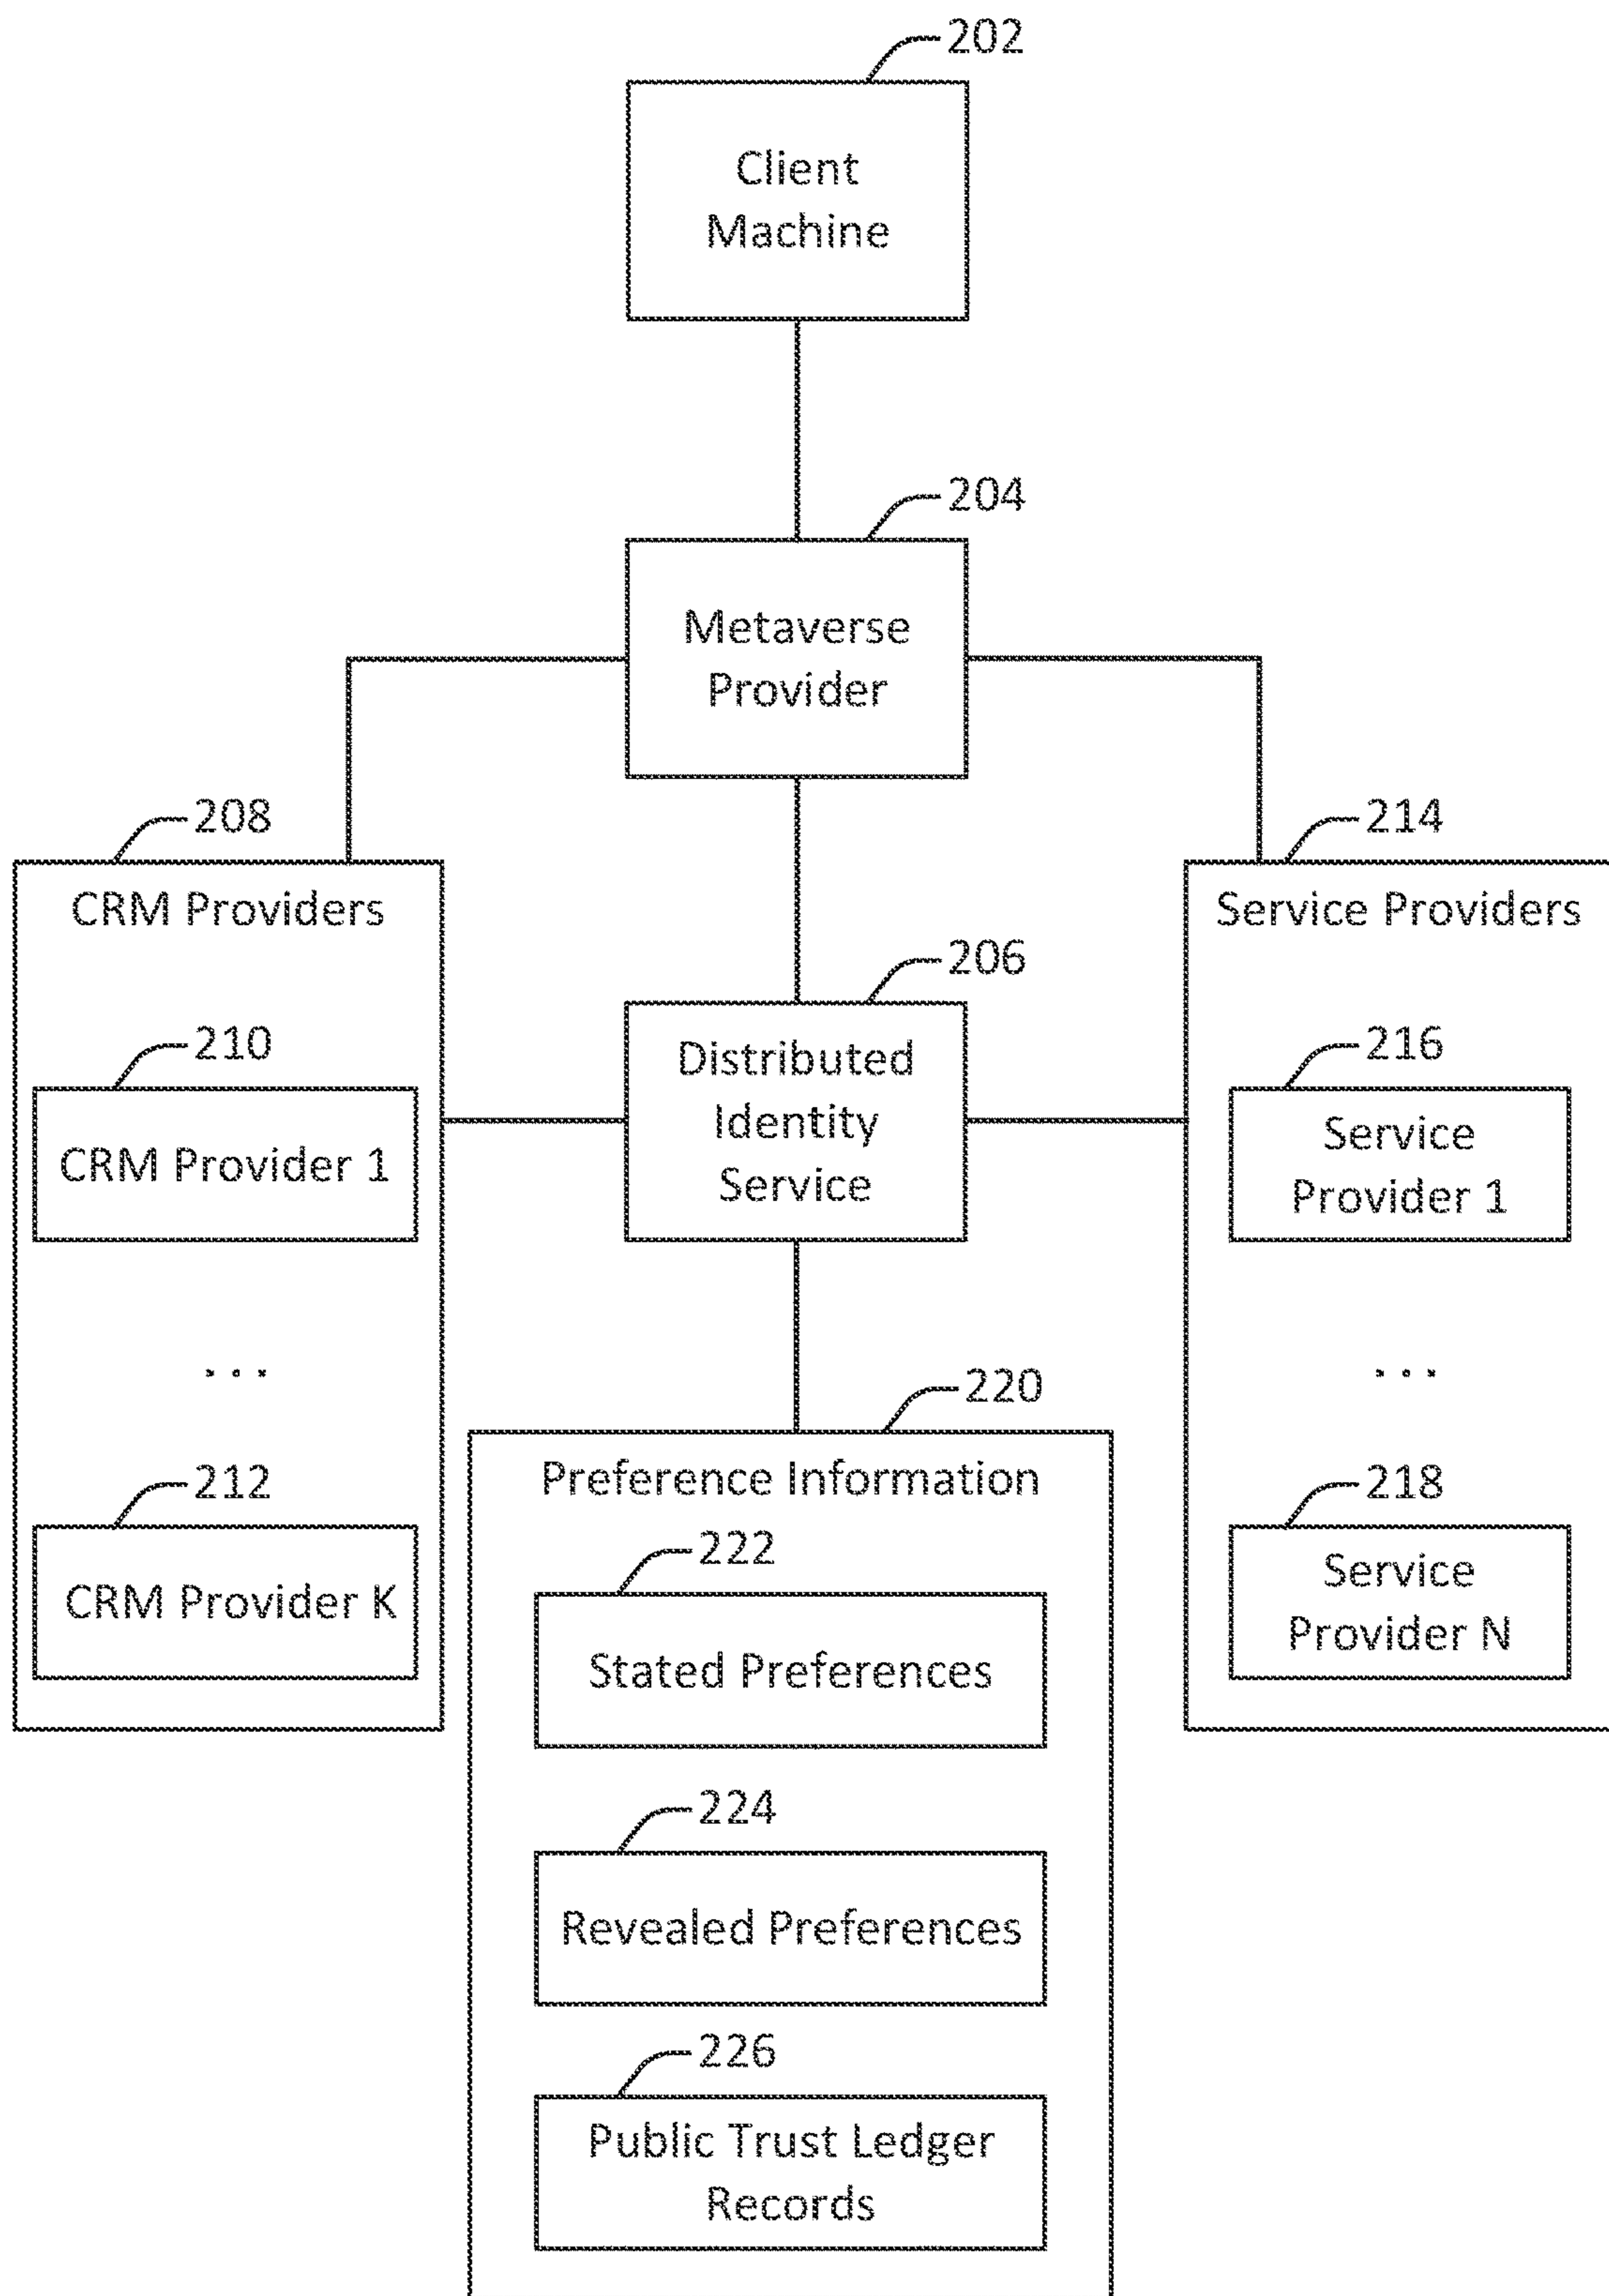 202
Client
Machine
204
Metaverse
Provider
208
CRM Providers
210
CRM Provider 1
. . .
212
CRM Provider K
206
Distributed
Identity
Service
214
Service Providers
216
Service
Provider 1
. . .
218
Service
Provider N
220
Preference Information
222
Stated Preferences
224
Revealed Preferences
226
Public Trust Ledger
Records